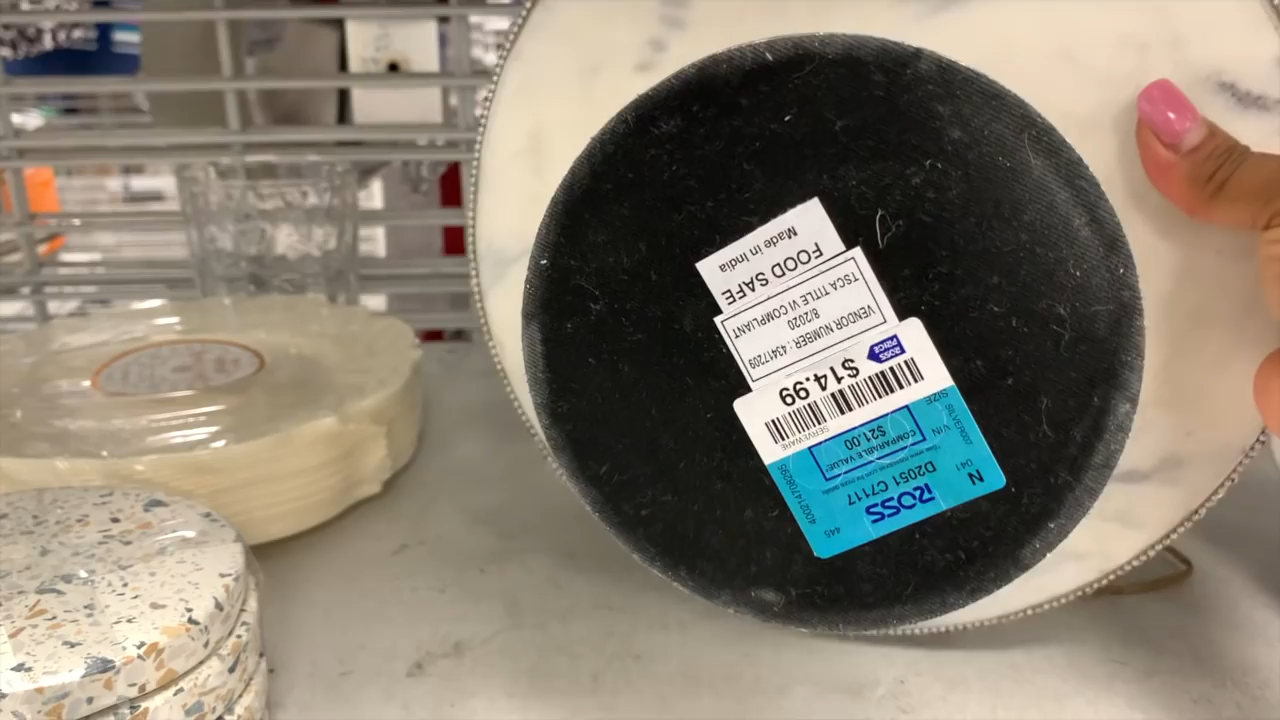 FOOD SAFE
Made in India
TSCA TITLE VI COMPLIANT
8/2020
VENDOR NUMBER : 43417209
ROSS
PRICE
$14.99
SERVEWARE
SIZE
SILVER007
VIN
COMPARABLE VALUE*
$21.00
400214708295
N 041
D2051 C7117
445
ROSS